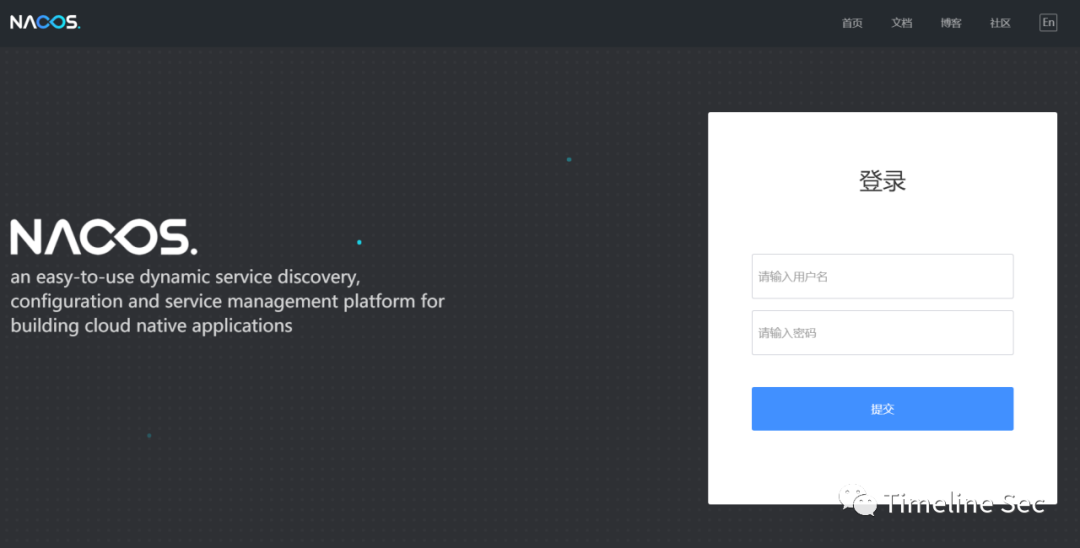 NACOS.
首页 文档 博客 社区 En
登录
NACOS.
an easy-to-use dynamic service discovery,
configuration and service management platform for
building cloud native applications
请输入用户名
请输入密码
提交
Timeline Sec